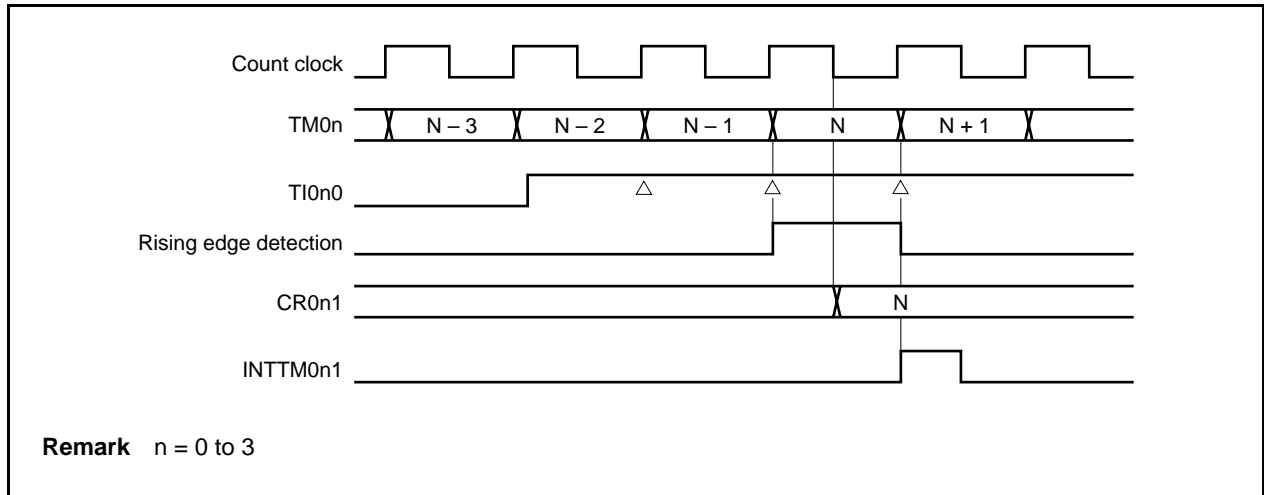 Count clock
TM0n
N – 3
N – 2
N – 1
N
N + 1
TI0n0
Rising edge detection
CR0n1
N
INTTM0n1
Remark n = 0 to 3